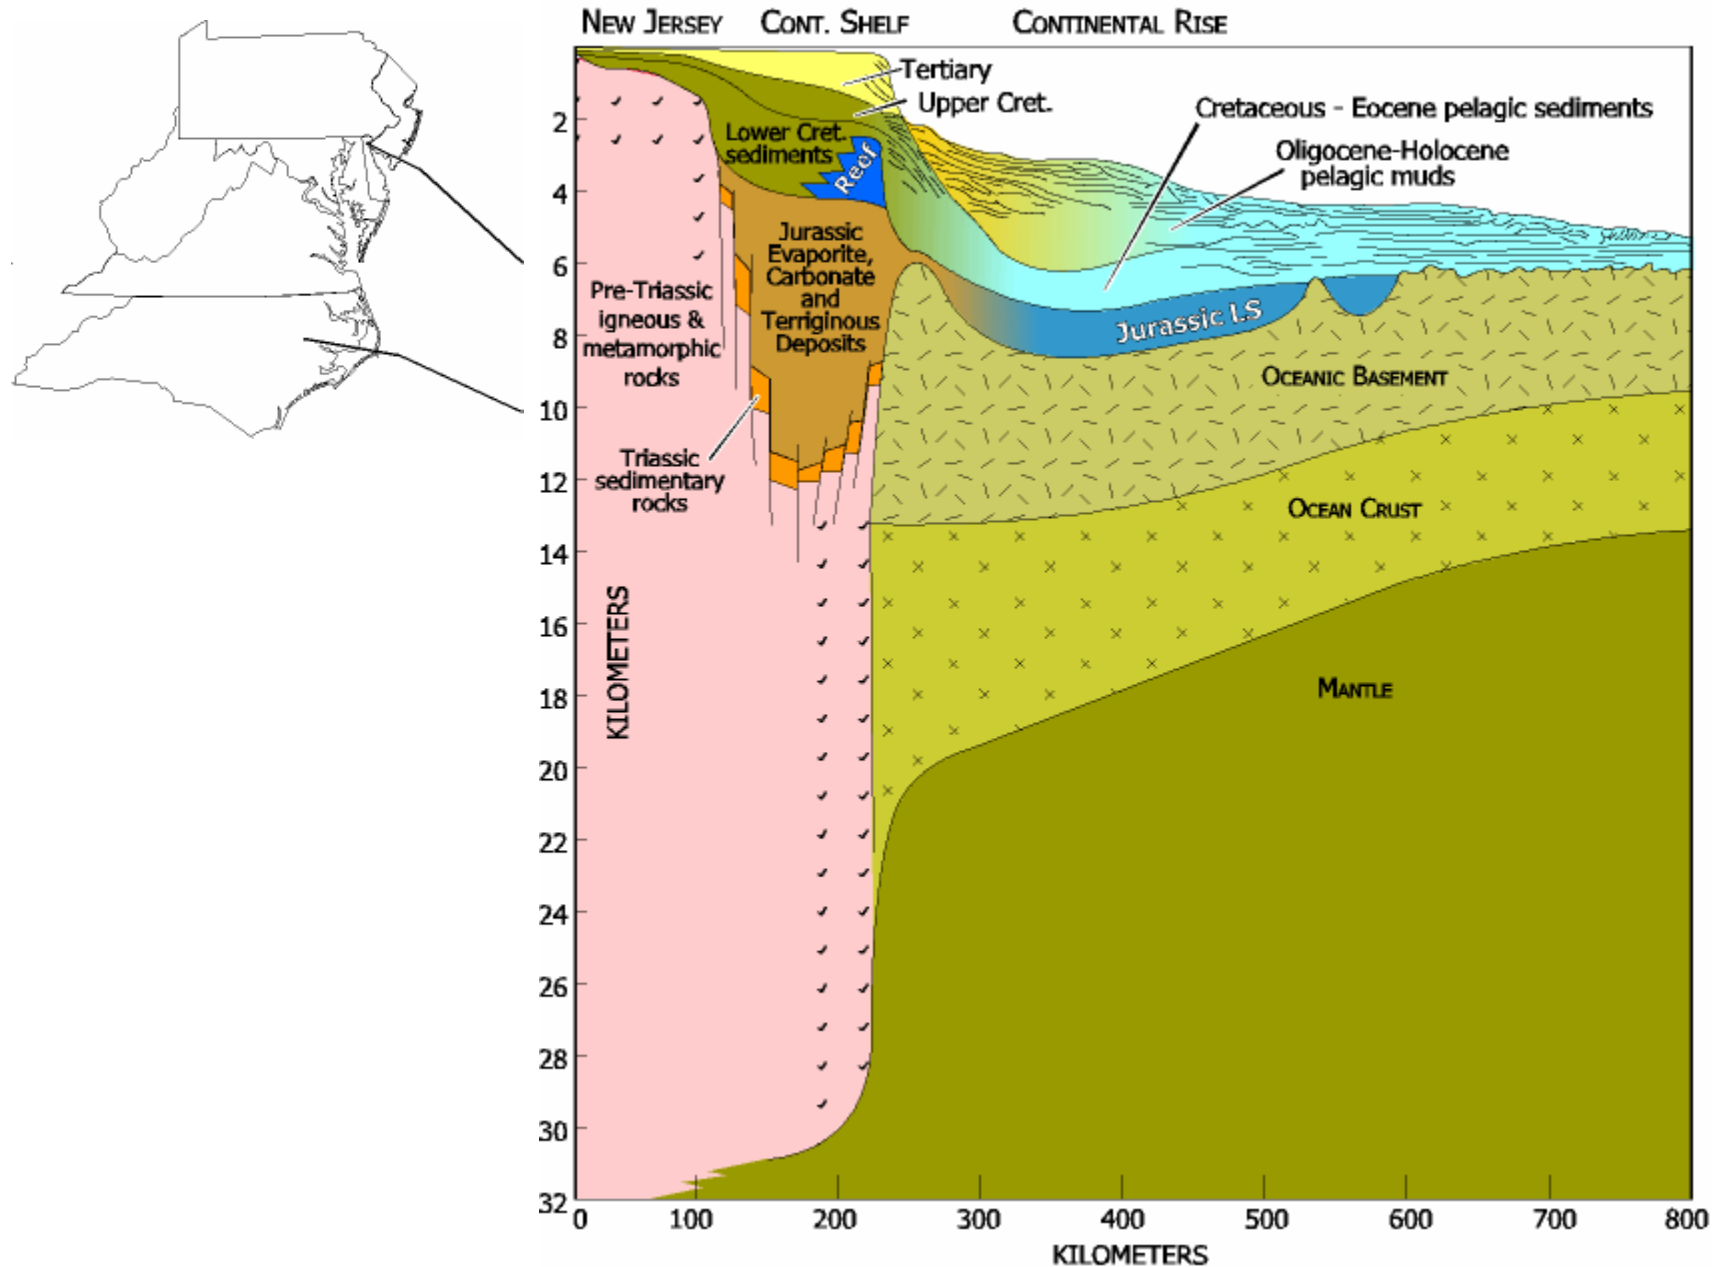 NEW JERSEY CONT. SHELF CONTINENTAL RISE
Tertiary
Upper Cret.
Cretaceous - Eocene pelagic sediments
Oligocene-Holocene
pelagic muds
Lower Cret.
sediments
Reef
Jurassic
Evaporite,
Carbonate
and
Terriginous
Deposits
Pre-Triassic
igneous &
metamorphic
rocks
Jurassic LS
OCEANIC BASEMENT
Triassic
sedimentary
rocks
OCEAN CRUST
MANTLE
KILOMETERS
2
4
6
8
10
12
14
16
18
20
22
24
26
28
30
32
0 100 200 300 400 500 600 700 800
KILOMETERS